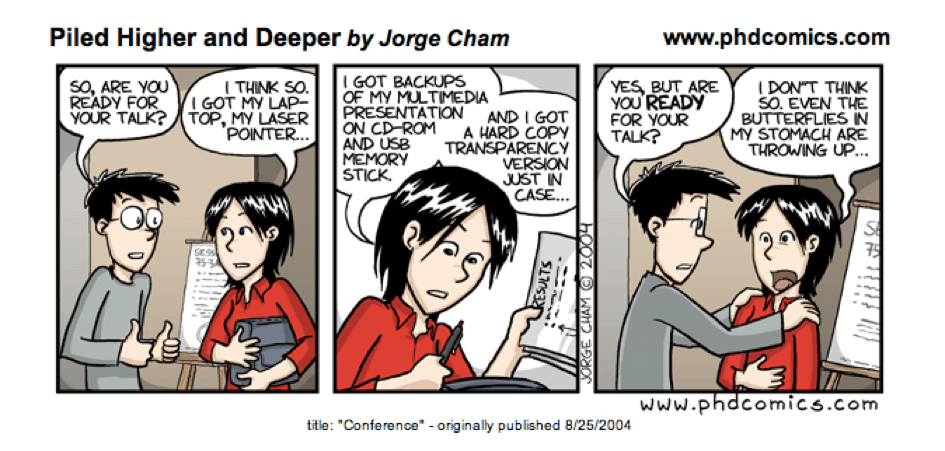 Piled Higher and Deeper by Jorge Cham
www.phdcomics.com
SO, ARE YOU
READY FOR
YOUR TALK?
I THINK SO.
I GOT MY LAP-
TOP, MY LASER
POINTER...
I GOT BACKUPS
OF MY MULTIMEDIA
PRESENTATION
ON CD-ROM
AND USB
MEMORY
STICK.
AND I GOT
A HARD COPY
TRANSPARENCY
VERSION
JUST IN
CASE...
RESULTS
JORGE CHAM © 2004
YES, BUT ARE
YOU READY
FOR YOUR
TALK?
I DON"T THINK
SO. EVEN THE
BUTTERFLIES IN
MY STOMACH ARE
THROWING UP...
www.phdcomics.com
title: "Conference" - originally published 8/25/2004